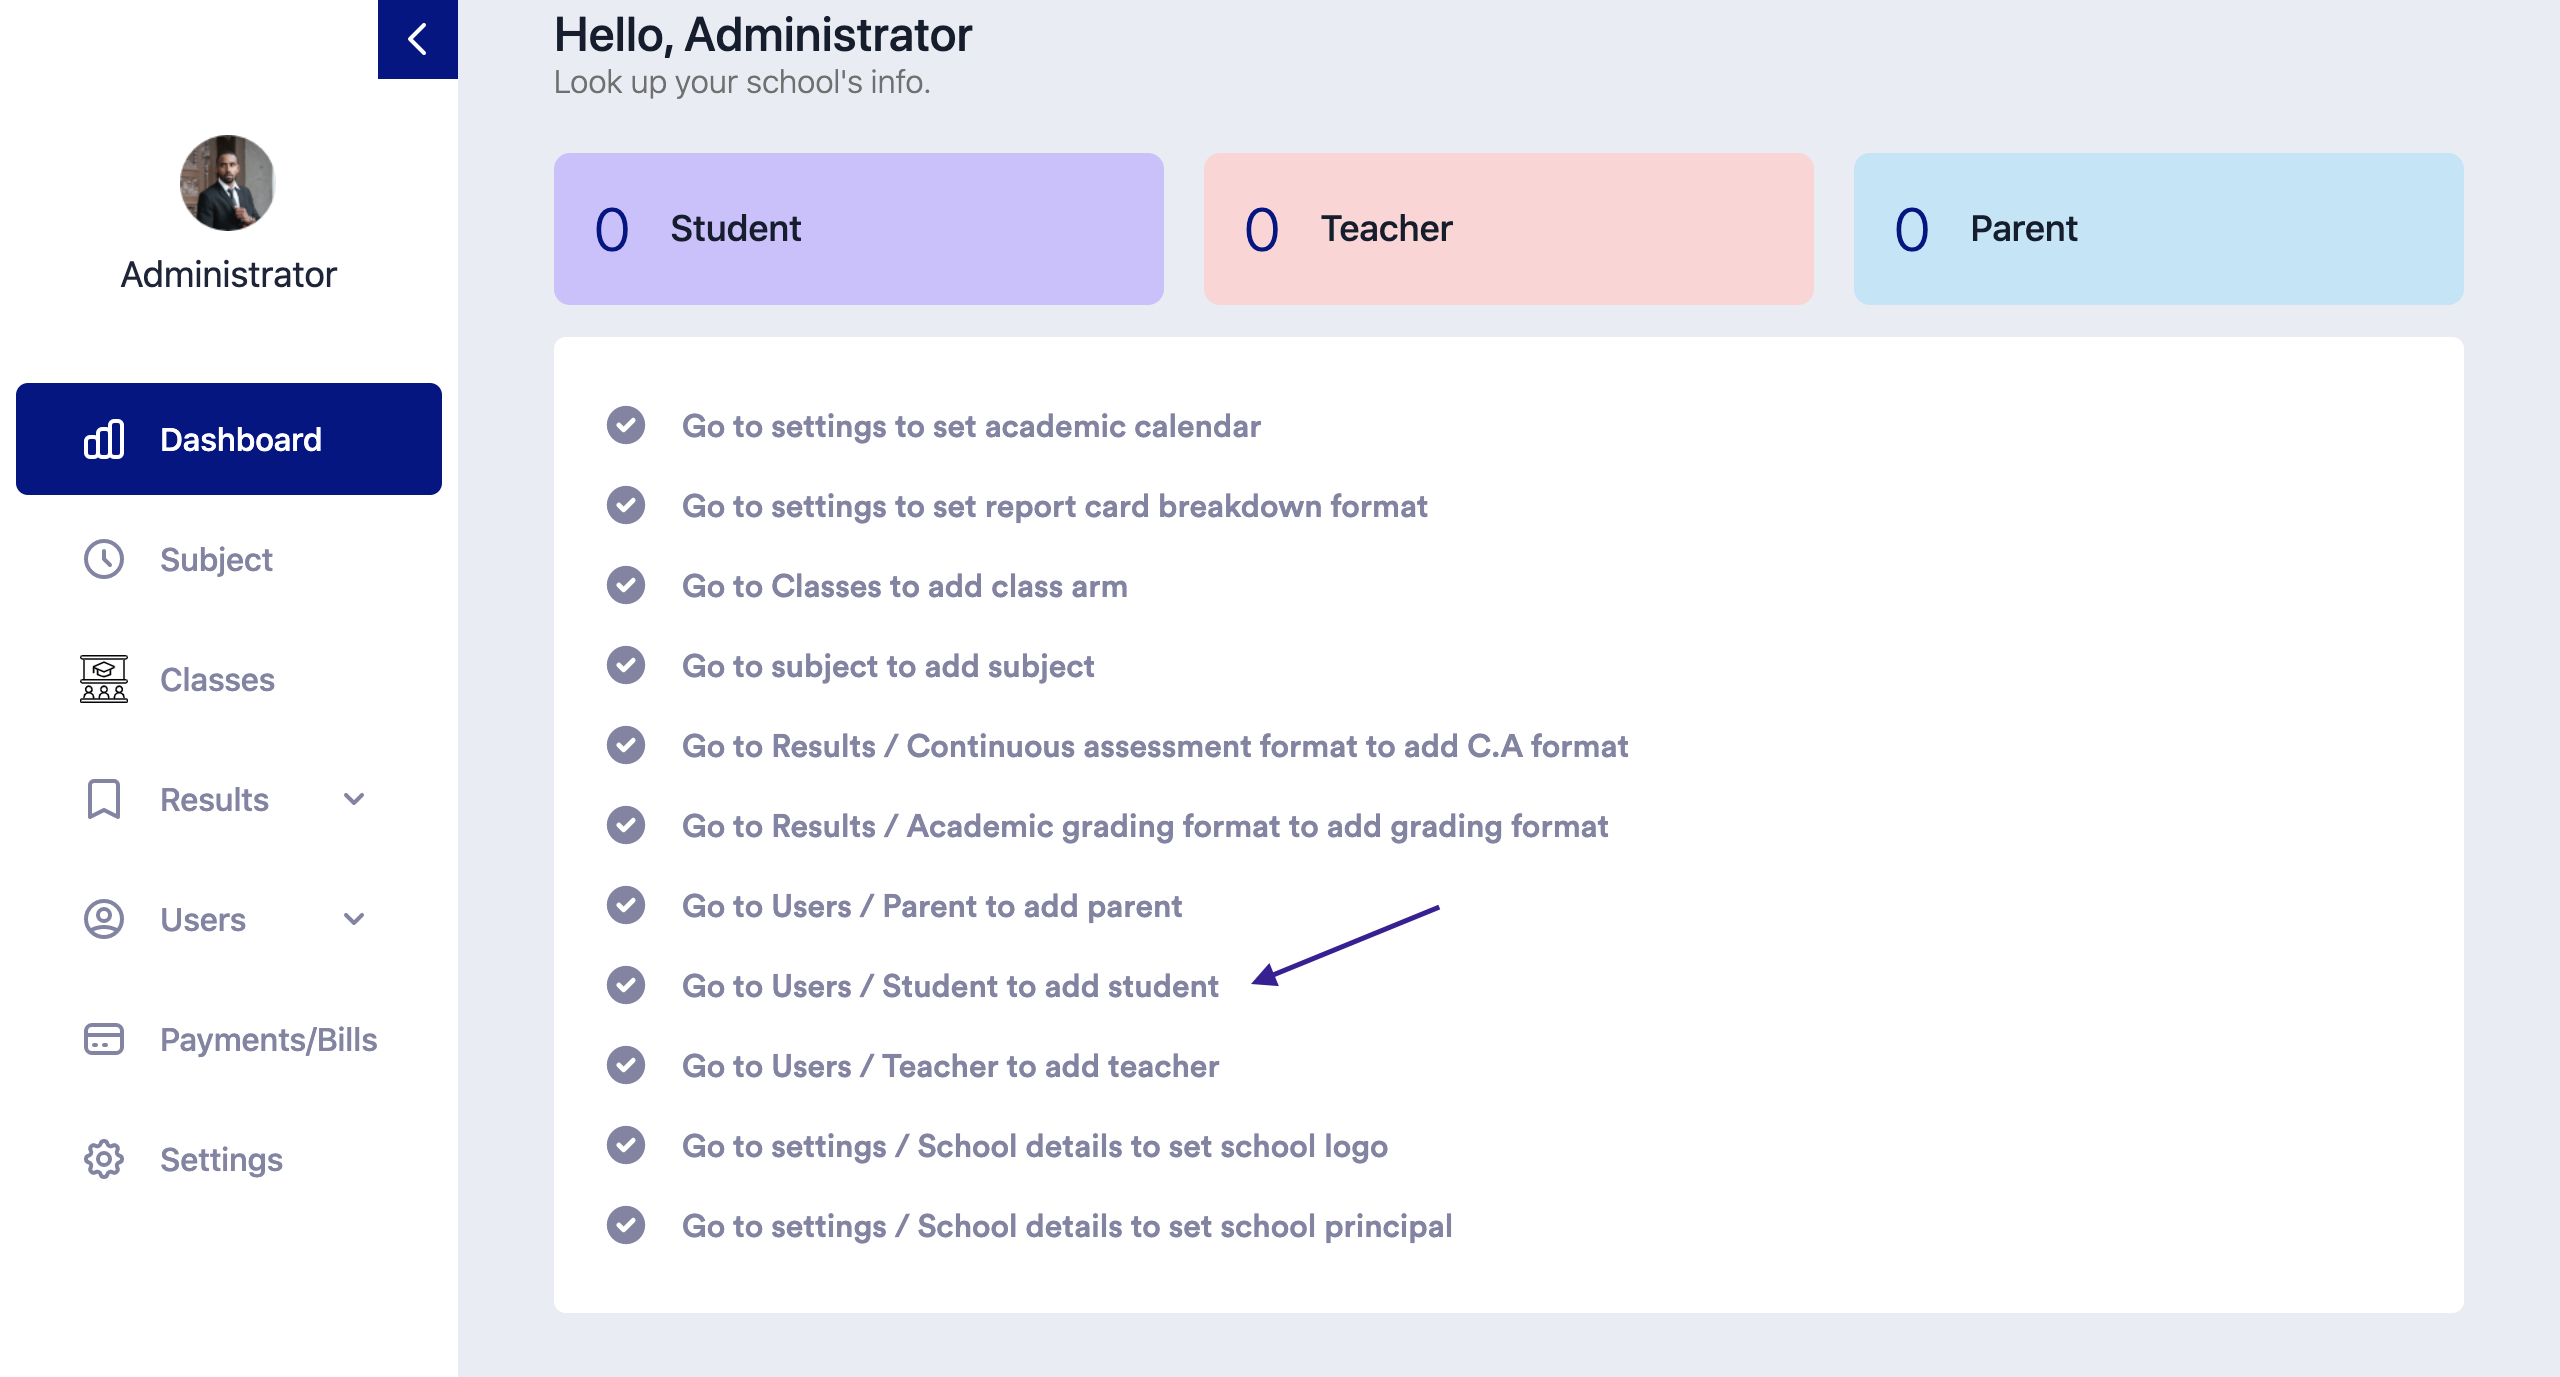 Administrator
Dashboard
Subject
Classes
Results
Users
Payments/Bills
Settings
Hello, Administrator
Look up your school's info.
0 Student
0 Teacher
0 Parent
Go to settings to set academic calendar
Go to settings to set report card breakdown format
Go to Classes to add class arm
Go to subject to add subject
Go to Results / Continuous assessment format to add C.A format
Go to Results / Academic grading format to add grading format
Go to Users / Parent to add parent
Go to Users / Student to add student
Go to Users / Teacher to add teacher
Go to settings / School details to set school logo
Go to settings / School details to set school principal